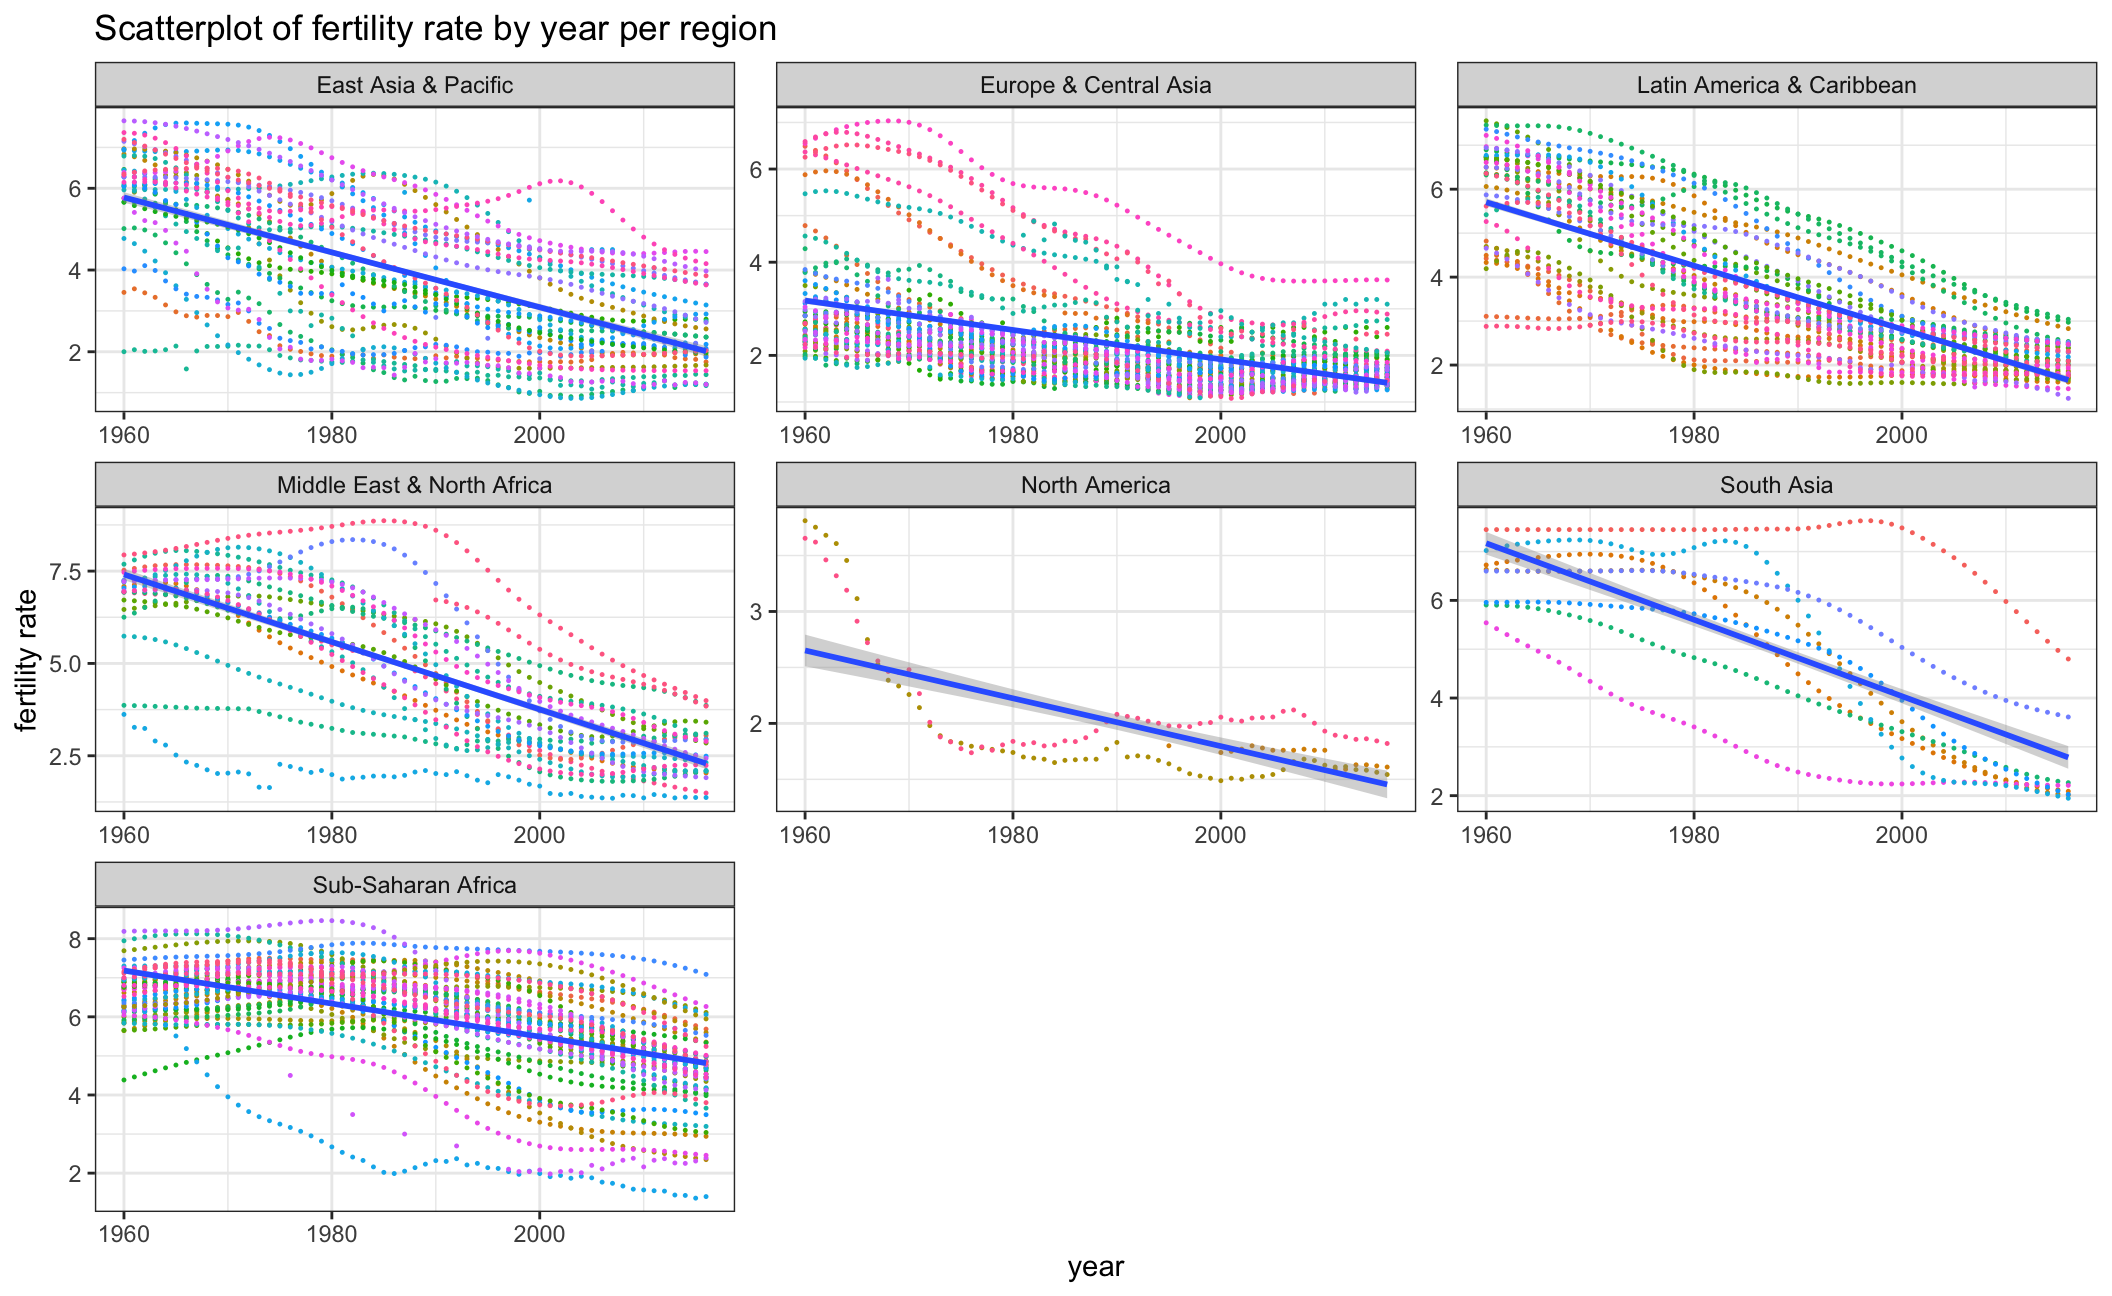 Scatterplot of fertility rate by year per region
East Asia & Pacific
Europe & Central Asia
Latin America & Caribbean
6
4
2
1960 1980 2000
6
4
2
1960 1980 2000
6
4
2
1960 1980 2000
Middle East & North Africa
North America
South Asia
7.5
5.0
2.5
1960 1980 2000
3
2
1960 1980 2000
6
4
2
1960 1980 2000
Sub-Saharan Africa
8
6
4
2
1960 1980 2000
fertility rate
year